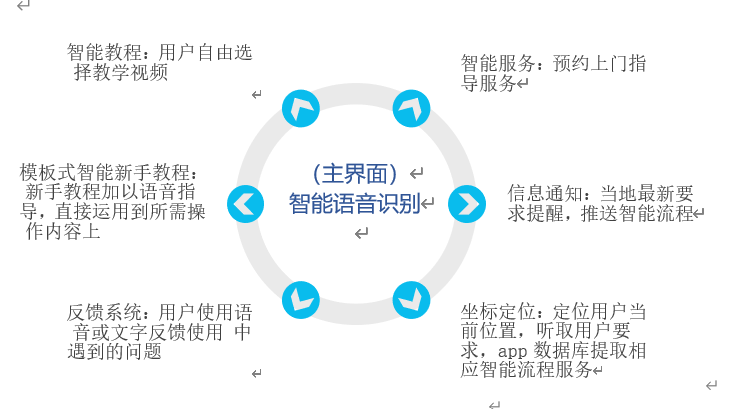 智能教程：用户自由选
择教学视频
智能服务：预约上门指
导服务
（主界面）
智能语音识别
模板式智能新手教程：
新手教程加以语音指
导，直接运用到所需操
作内容上
信息通知：当地最新要
求提醒，推送智能流程
反馈系统：用户使用语
音或文字反馈使用 中
遇到的问题
坐标定位：定位用户当
前位置，听取用户要
求，app 数据库提取相
应智能流程服务